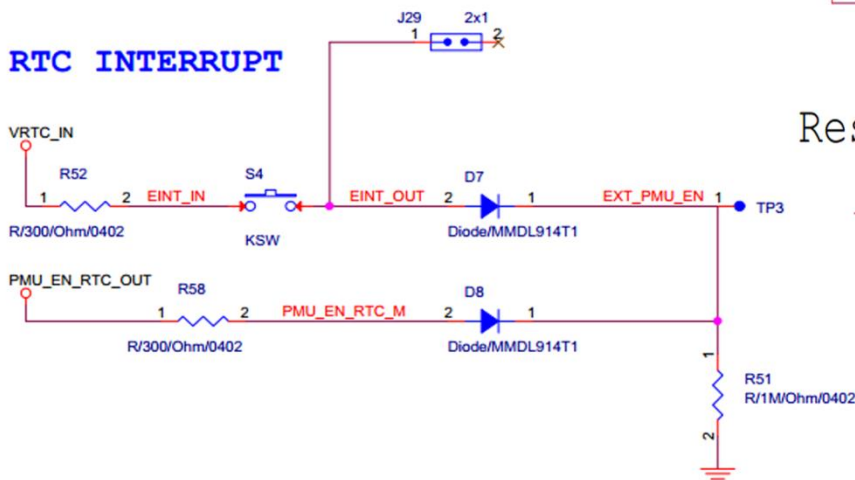 J29 2x1
1 2
RTC INTERRUPT
VRTC_IN
Res
R52 S4 D7
1 2 EINT_IN EINT_OUT 2 1 EXT_PMU_EN 1 TP3
R/300/Ohm/0402 KSW Diode/MMDL914T1
PMU_EN_RTC_OUT
R58 D8
1 2 PMU_EN_RTC_M 2 1
R/300/Ohm/0402 Diode/MMDL914T1
1
R51
R/1M/Ohm/0402
2